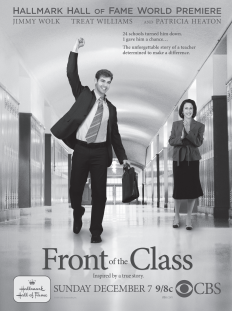 HALLMARK HALL OF FAME WORLD PREMIERE
JIMMY WOLK TREAT WILLIAMS AND PATRICIA HEATON
24 schools turned him down.
1 gave him a chance...
The unforgettable story of a teacher
determined to make a difference.
Front of the Class
Inspired by a true story.
Hallmark
Hall of Fame
SUNDAY DECEMBER 7 9/8c CBS